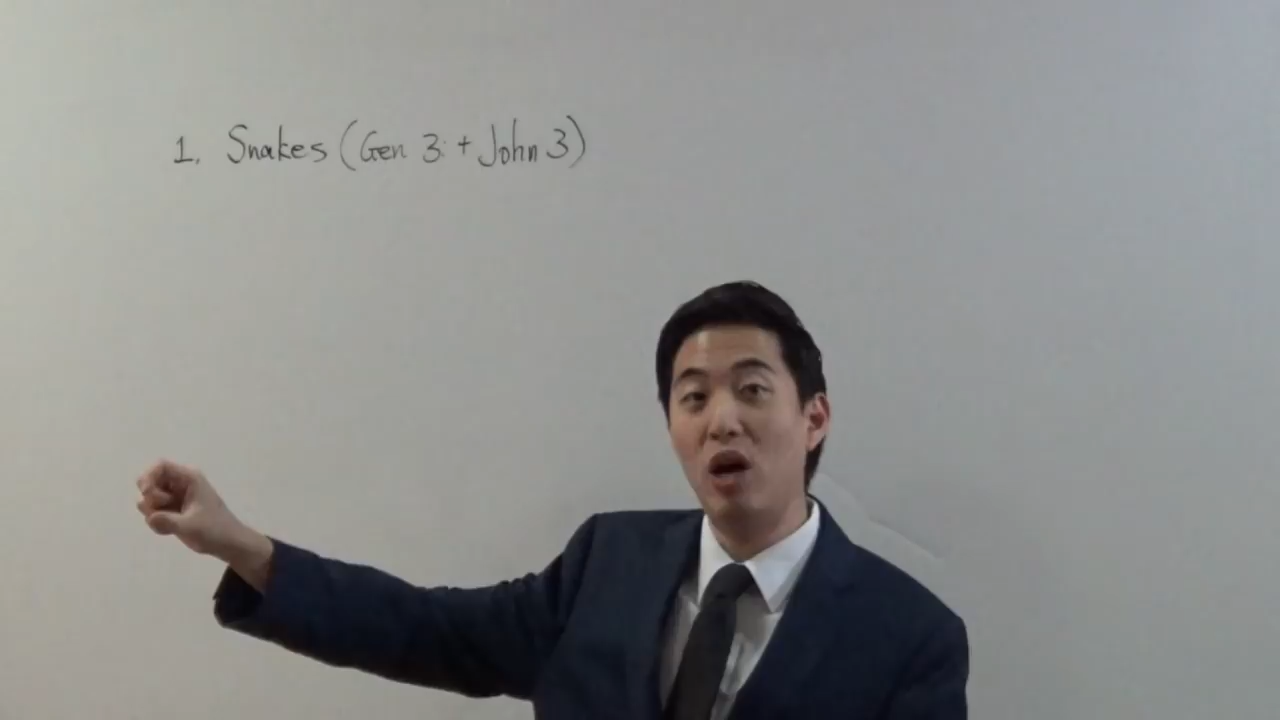 1. Snakes (Gen 3 + John 3)